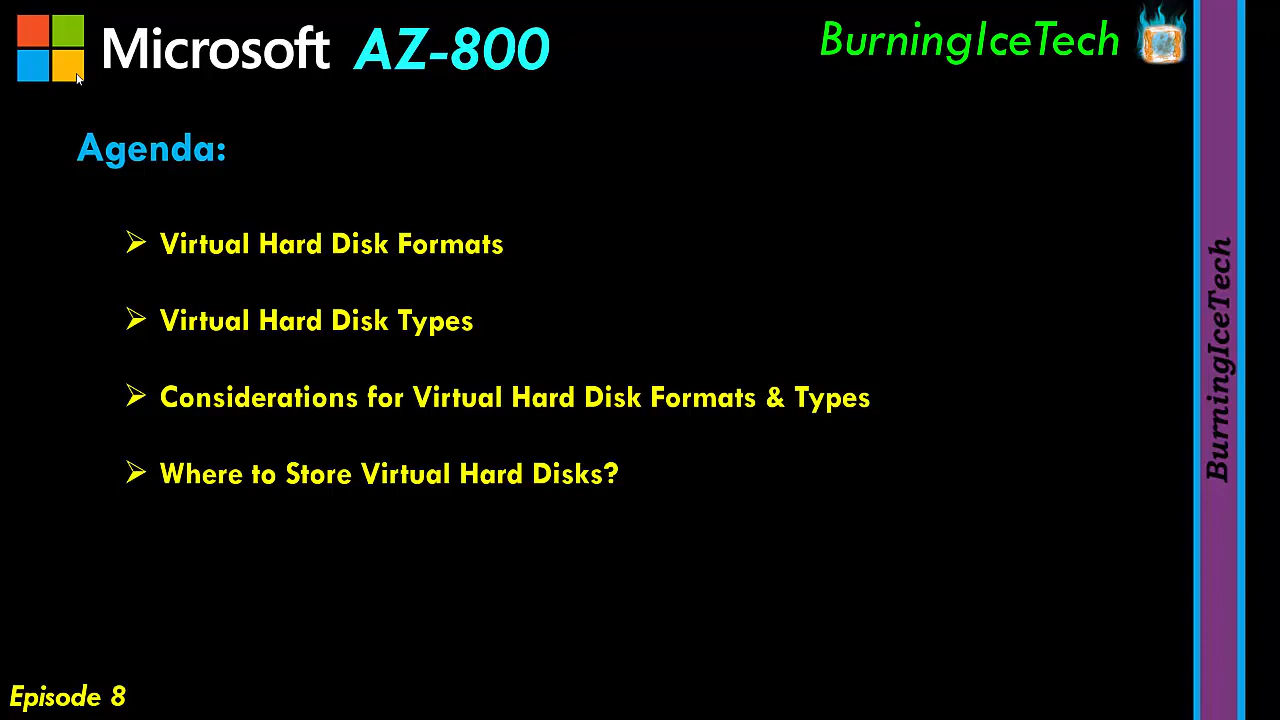 Microsoft AZ-800
BurningIceTech
Agenda:
Virtual Hard Disk Formats
Virtual Hard Disk Types
Considerations for Virtual Hard Disk Formats & Types
Where to Store Virtual Hard Disks?
BurningIceTech
Episode 8